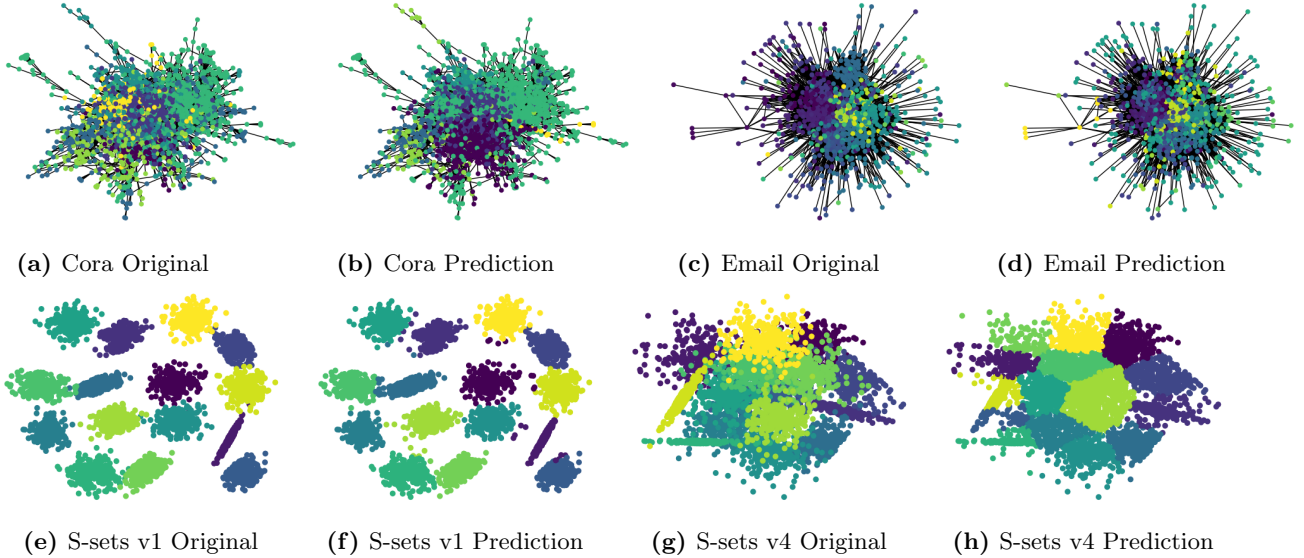 (a) Cora Original
(b) Cora Prediction
(c) Email Original
(d) Email Prediction
(e) S-sets v1 Original
(f) S-sets v1 Prediction
(g) S-sets v4 Original
(h) S-sets v4 Prediction